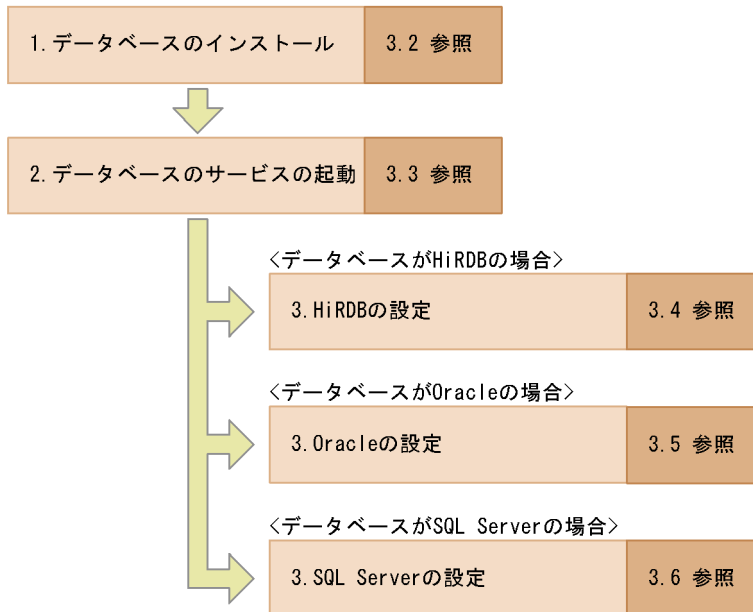 1.データベースのインストール 3.2 参照
2.データベースのサービスの起動 3.3 参照
<データベースがHiRDBの場合>
3.HiRDBの設定 3.4 参照
<データベースがOracleの場合>
3.Oracleの設定 3.5 参照
<データベースがSQL Serverの場合>
3.SQL Serverの設定 3.6 参照